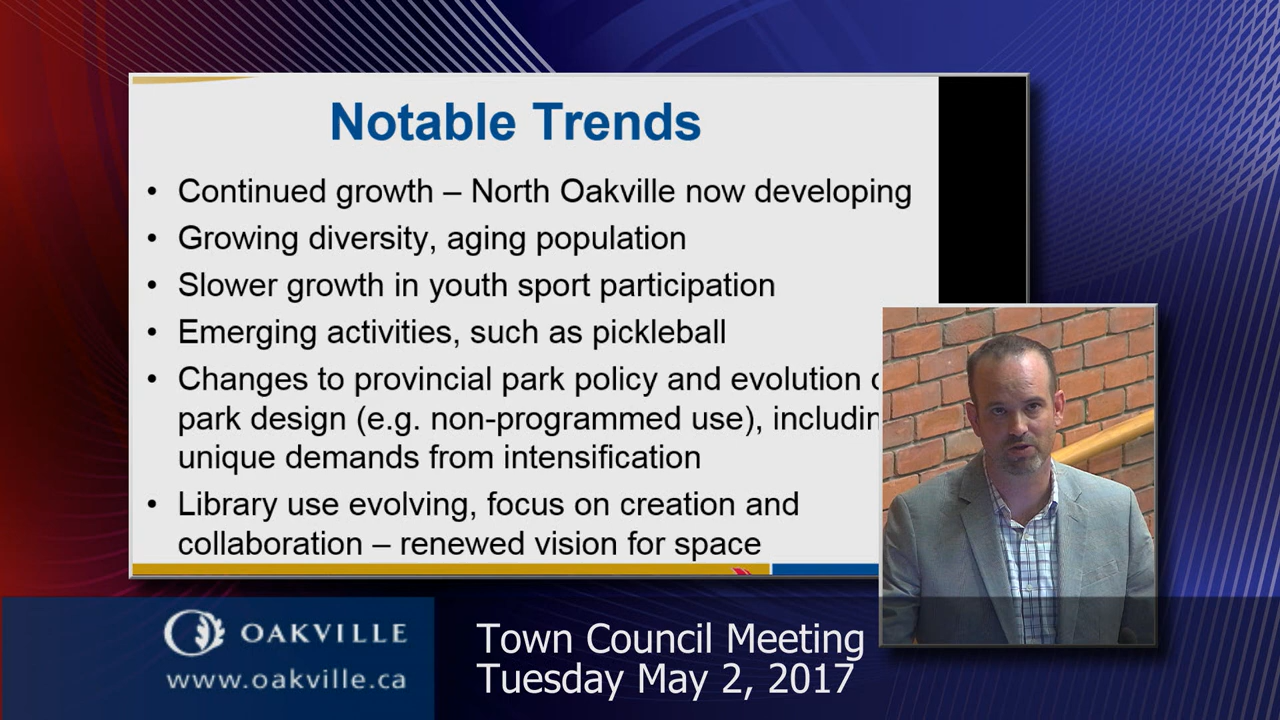 Notable Trends
• Continued growth – North Oakville now developing
• Growing diversity, aging population
• Slower growth in youth sport participation
• Emerging activities, such as pickleball
• Changes to provincial park policy and evolution
park design (e.g. non-programmed use), includin
unique demands from intensification
• Library use evolving, focus on creation and
collaboration – renewed vision for space
OAKVILLE
www.oakville.ca
Town Council Meeting
Tuesday May 2, 2017